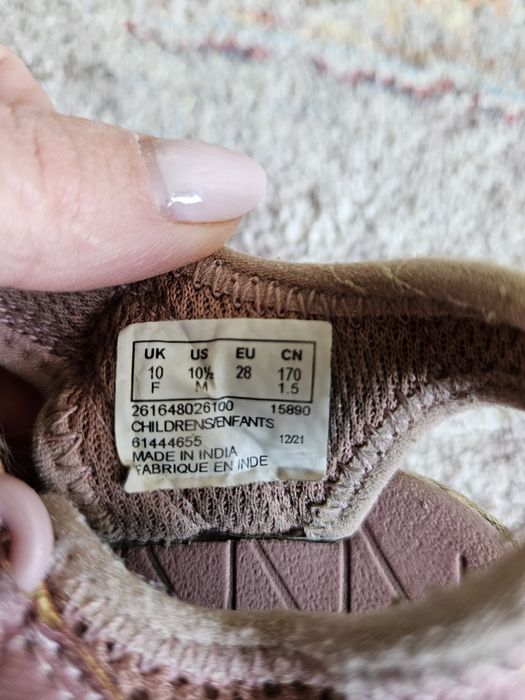 UK US EU CN
10 10½ 28 170
F M 1.5
261648026100 15890
CHILDRENS/ENFANTS
61444655 12/21
MADE IN INDIA
FABRIQUE EN INDE